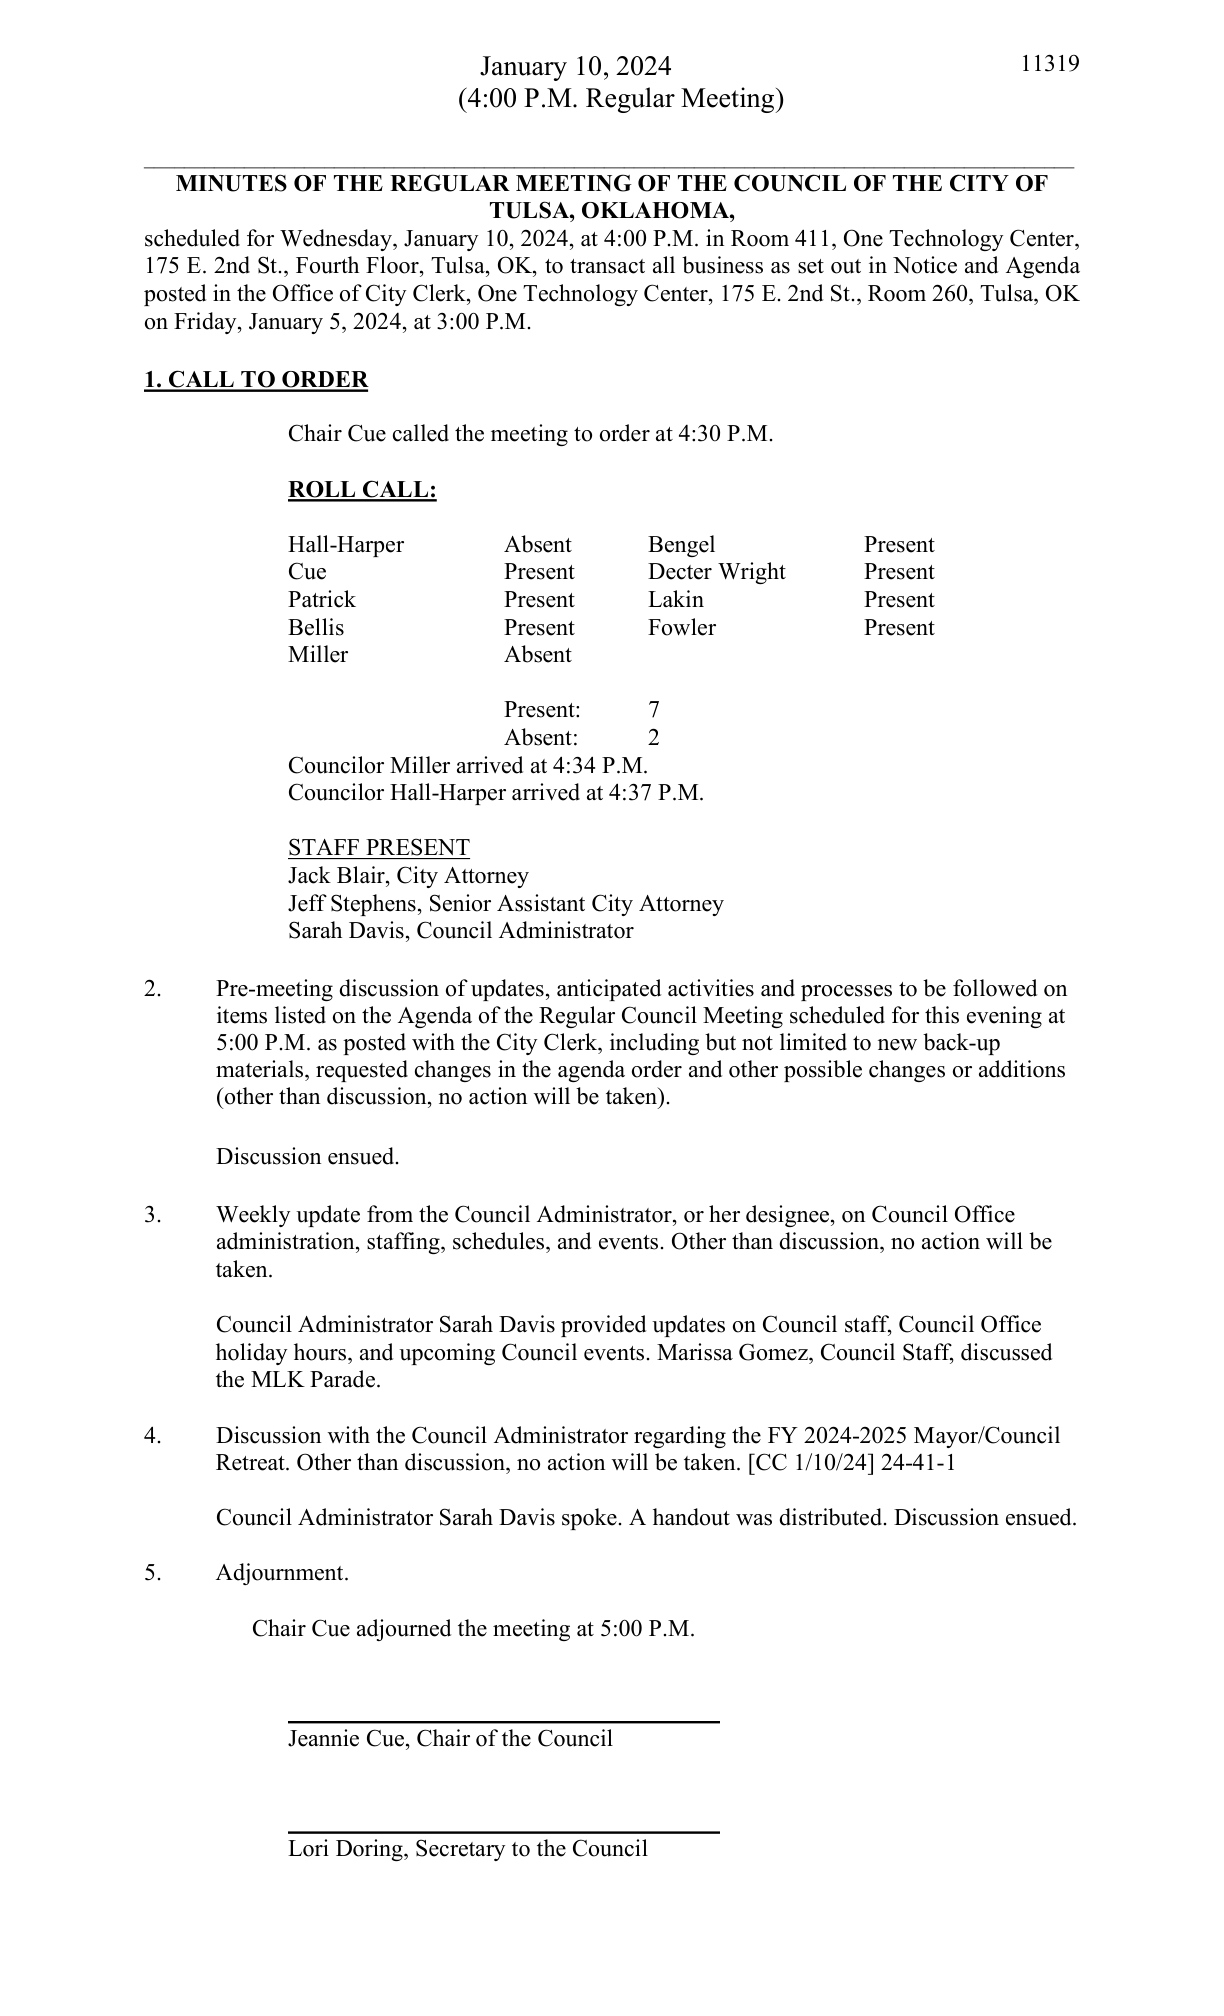 January 10, 2024
11319
(4:00 P.M. Regular Meeting)
MINUTES OF THE REGULAR MEETING OF THE COUNCIL OF THE CITY OF
TULSA, OKLAHOMA,
scheduled for Wednesday, January 10, 2024, at 4:00 P.M. in Room 411, One Technology Center,
175 E. 2nd St., Fourth Floor, Tulsa, OK, to transact all business as set out in Notice and Agenda
posted in the Office of City Clerk, One Technology Center, 175 E. 2nd St., Room 260, Tulsa, OK
on Friday, January 5, 2024, at 3:00 P.M.
1. CALL TO ORDER
Chair Cue called the meeting to order at 4:30 P.M.
ROLL CALL:
Hall-Harper Absent Bengel Present
Cue Present Decter Wright Present
Patrick Present Lakin Present
Bellis Present Fowler Present
Miller Absent
Present: 7
Absent: 2
Councilor Miller arrived at 4:34 P.M.
Councilor Hall-Harper arrived at 4:37 P.M.
STAFF PRESENT
Jack Blair, City Attorney
Jeff Stephens, Senior Assistant City Attorney
Sarah Davis, Council Administrator
2. Pre-meeting discussion of updates, anticipated activities and processes to be followed on
items listed on the Agenda of the Regular Council Meeting scheduled for this evening at
5:00 P.M. as posted with the City Clerk, including but not limited to new back-up
materials, requested changes in the agenda order and other possible changes or additions
(other than discussion, no action will be taken).
Discussion ensued.
3. Weekly update from the Council Administrator, or her designee, on Council Office
administration, staffing, schedules, and events. Other than discussion, no action will be
taken.
Council Administrator Sarah Davis provided updates on Council staff, Council Office
holiday hours, and upcoming Council events. Marissa Gomez, Council Staff, discussed
the MLK Parade.
4. Discussion with the Council Administrator regarding the FY 2024-2025 Mayor/Council
Retreat. Other than discussion, no action will be taken. [CC 1/10/24] 24-41-1
Council Administrator Sarah Davis spoke. A handout was distributed. Discussion ensued.
5. Adjournment.
Chair Cue adjourned the meeting at 5:00 P.M.
Jeannie Cue, Chair of the Council
Lori Doring, Secretary to the Council